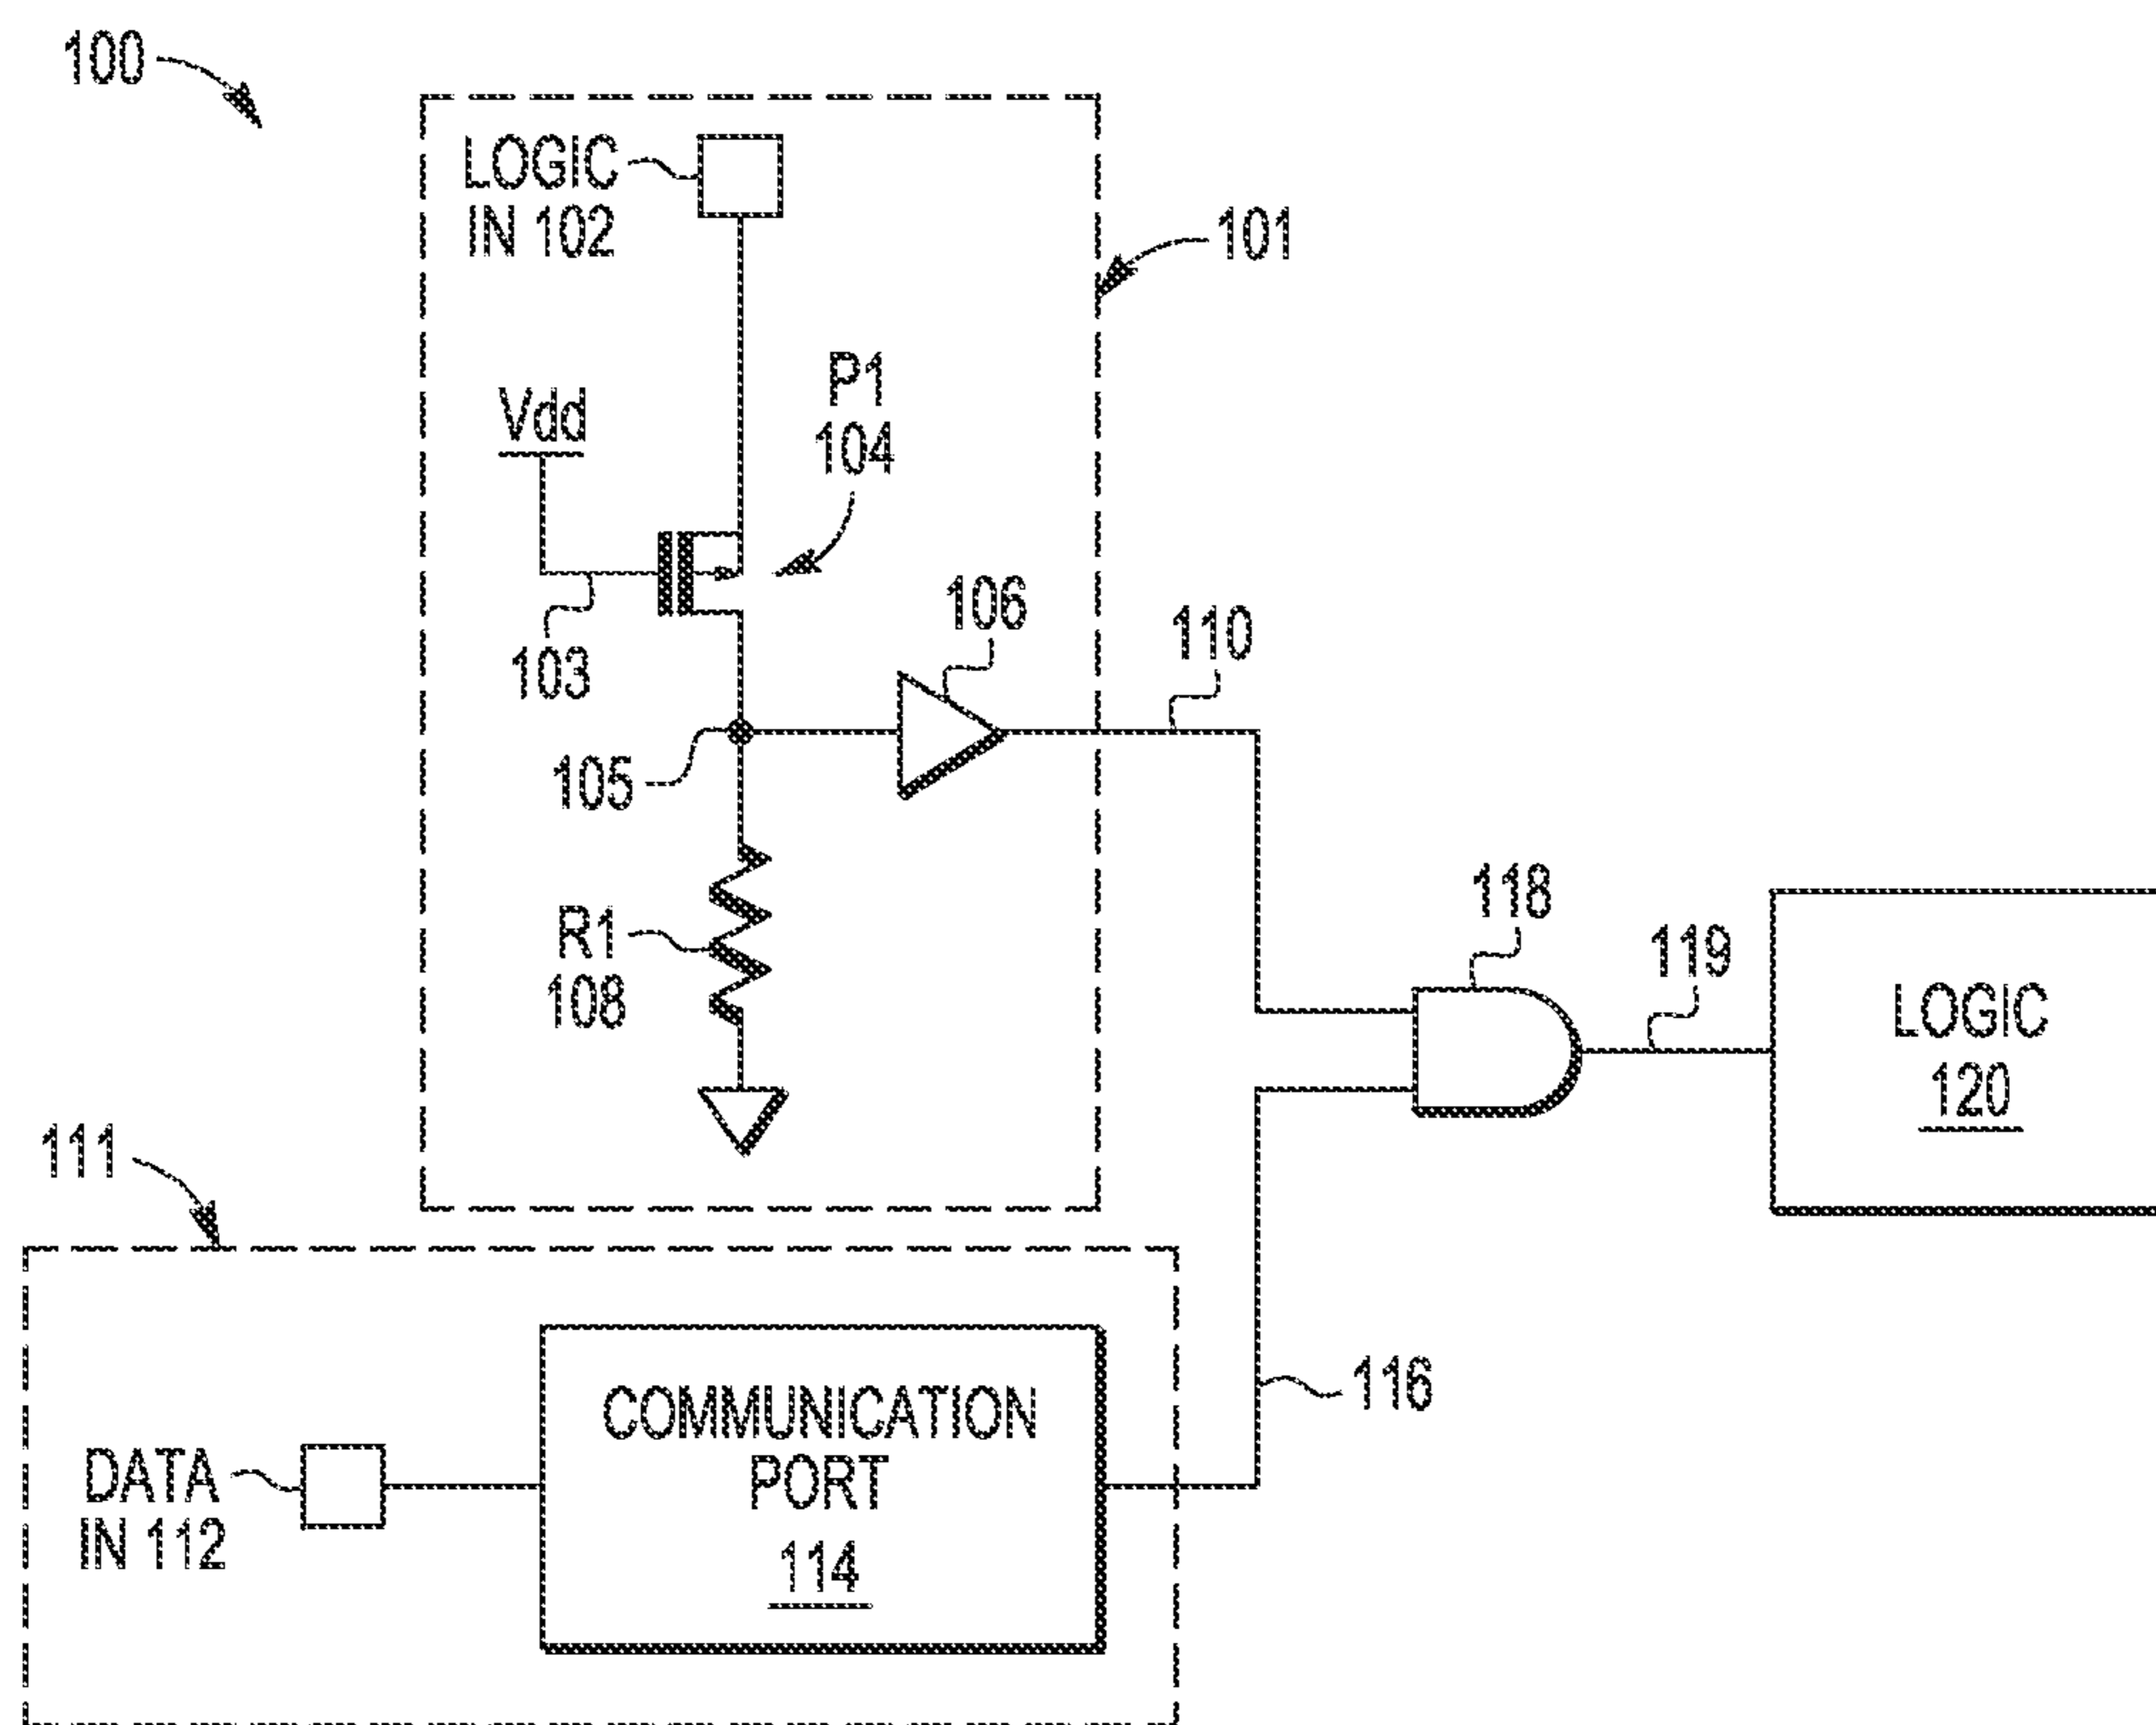 100
LOGIC
IN 102
101
P1
104
Vdd
103
106
110
105
R1
108
118
119
LOGIC
120
111
116
COMMUNICATION
PORT
114
DATA
IN 112